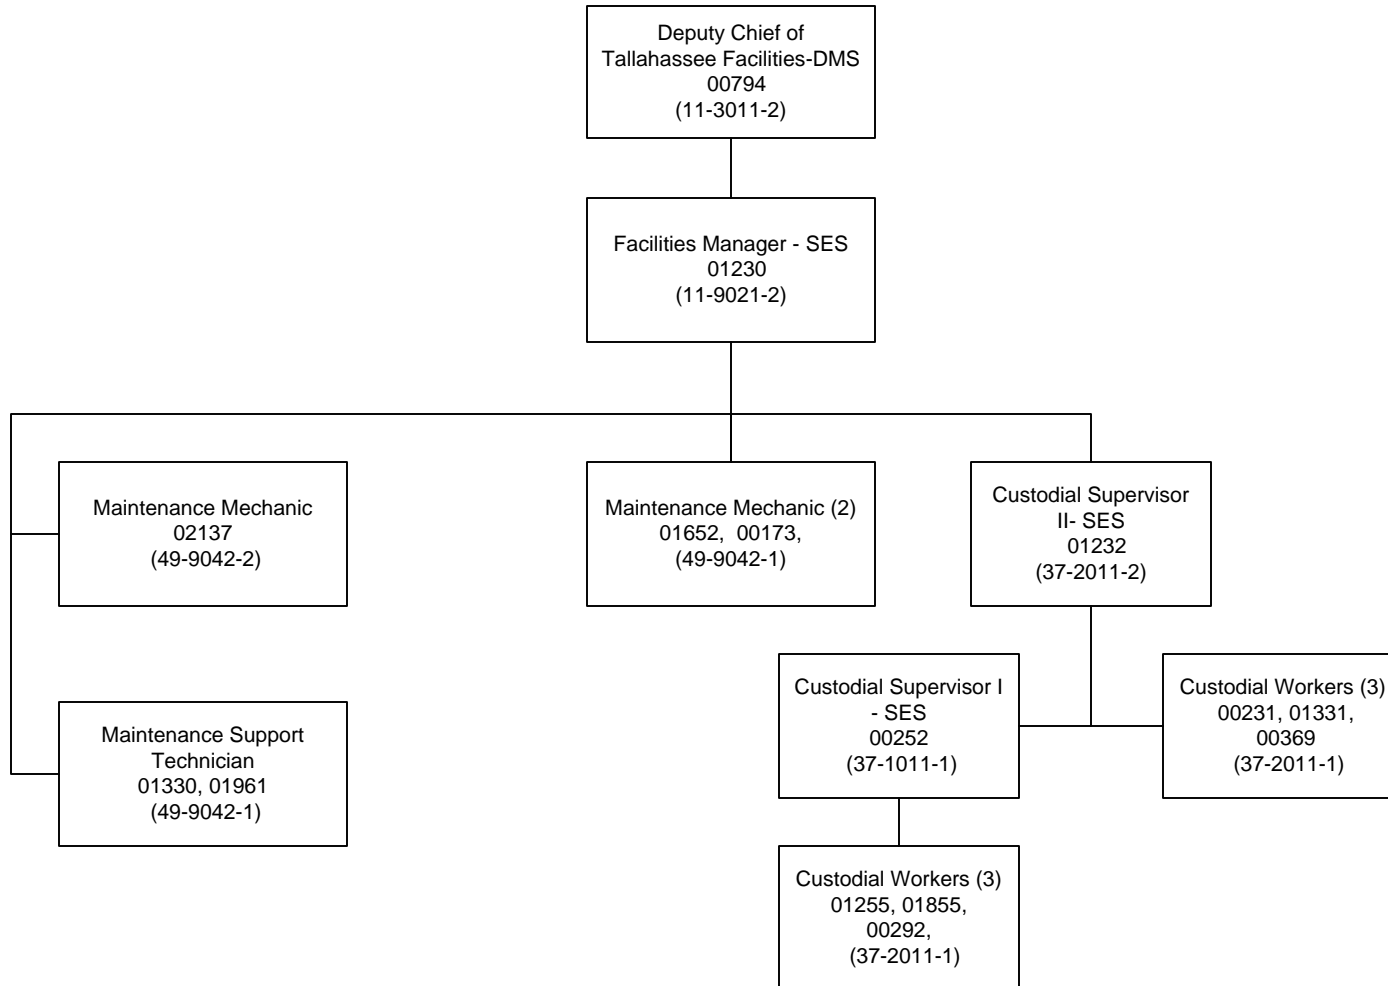 Deputy Chief of
Tallahassee Facilities-DMS
00794
(11-3011-2)
Facilities Manager - SES
01230
(11-9021-2)
Maintenance Mechanic
02137
(49-9042-2)
Maintenance Mechanic (2)
01652, 00173,
(49-9042-1)
Custodial Supervisor
II- SES
01232
(37-2011-2)
Maintenance Support
Technician
01330, 01961
(49-9042-1)
Custodial Supervisor I
- SES
00252
(37-1011-1)
Custodial Workers (3)
00231, 01331,
00369
(37-2011-1)
Custodial Workers (3)
01255, 01855,
00292,
(37-2011-1)